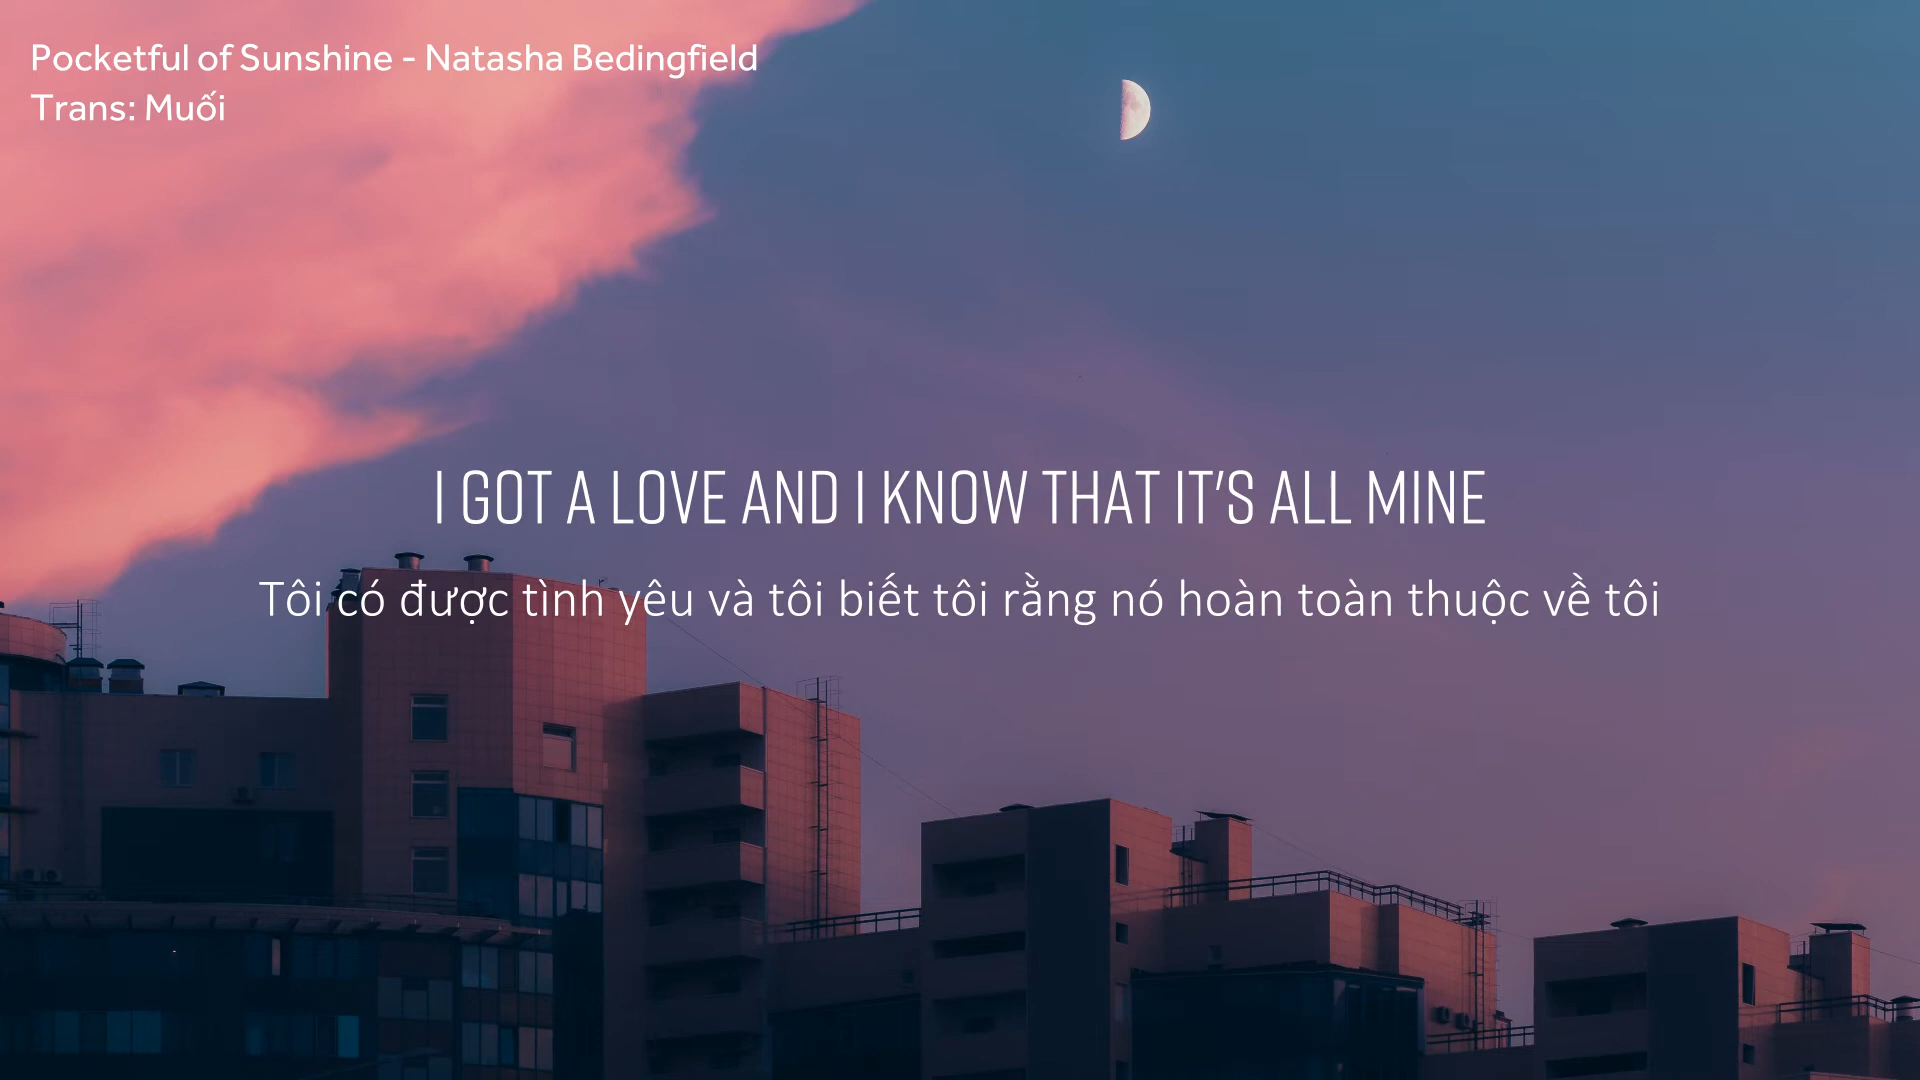 Pocketful of Sunshine - Natasha Bedingfield
Trans: Muối
I GOT A LOVE AND I KNOW THAT IT'S ALL MINE
Tôi có được tình yêu và tôi biết tôi rằng nó hoàn toàn thuộc về tôi